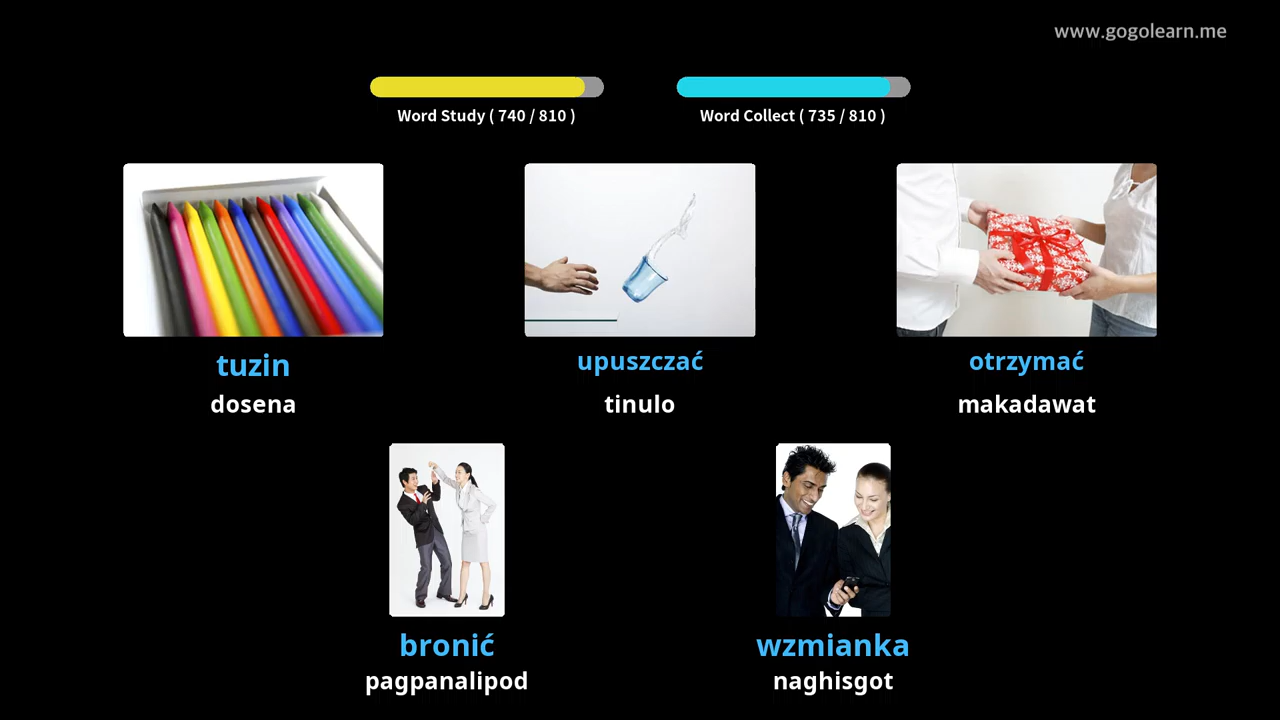 www.gogolearn.me
Word Study ( 740 / 810 )
Word Collect ( 735 / 810 )
tuzin
dosena
upuszczać
tinulo
otrzymać
makadawat
bronić
pagpanalipod
wzmianka
naghisgot